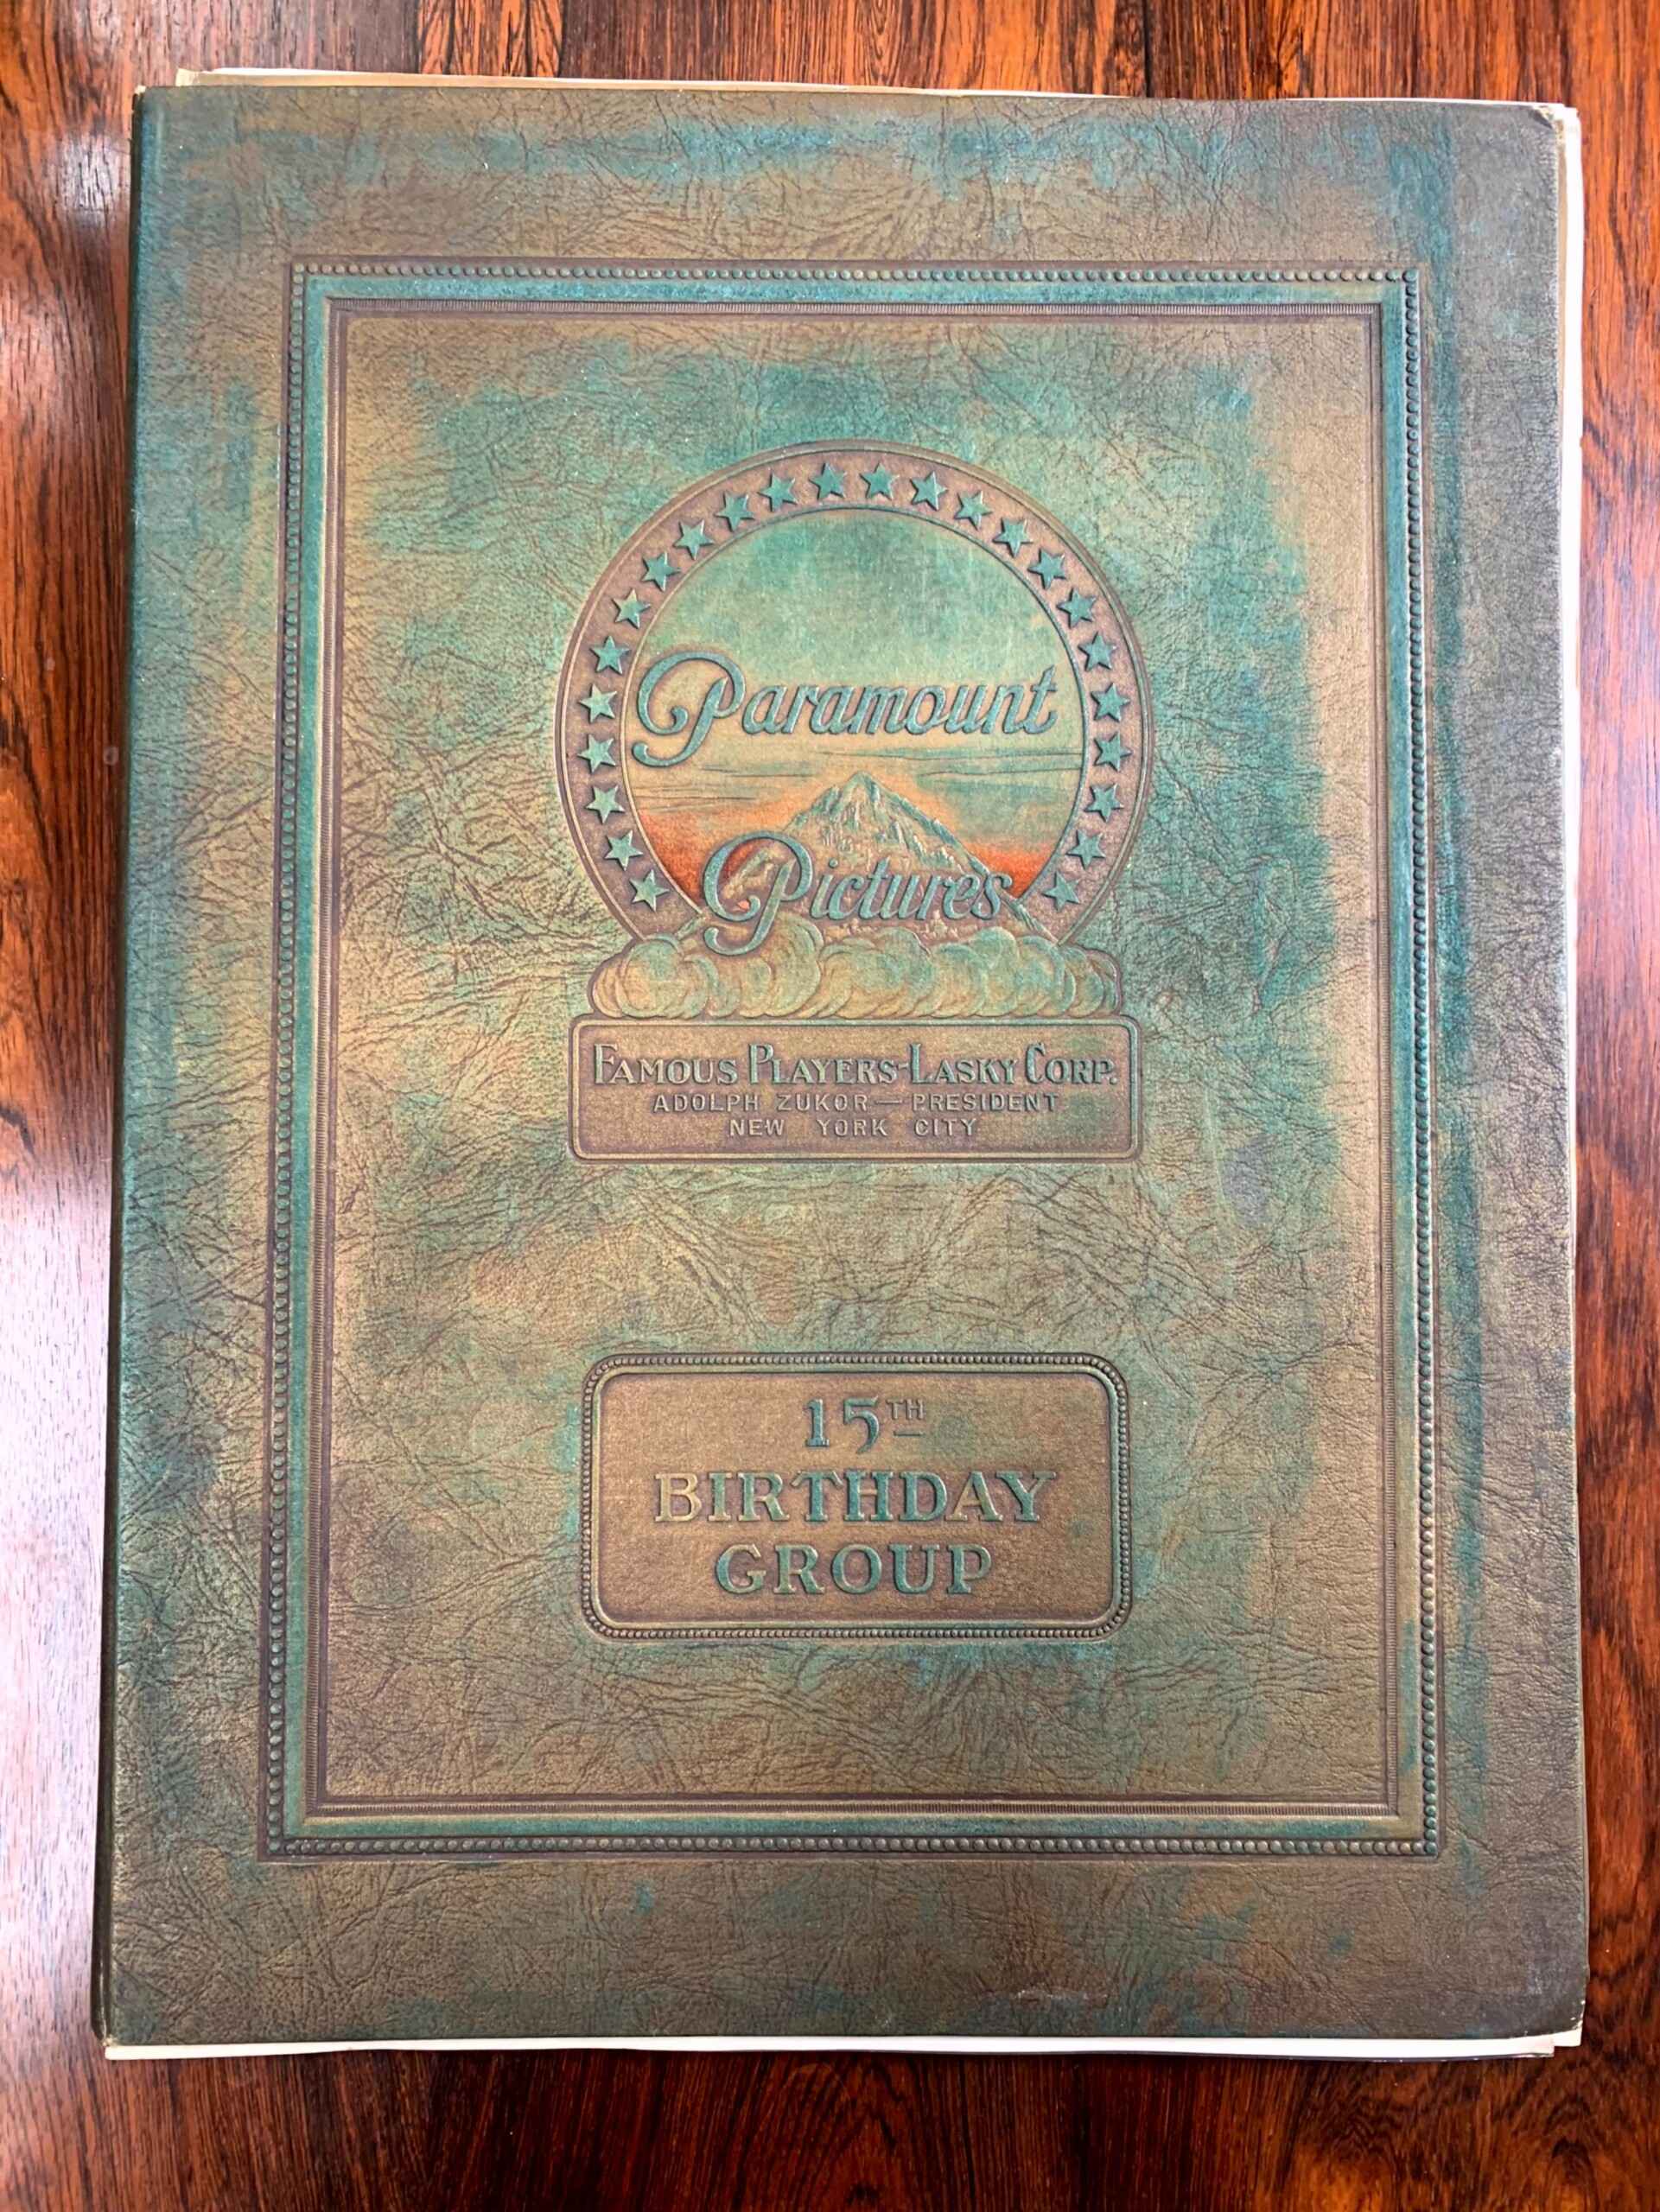 Paramount
Pictures
FAMOUS PLAYERS-LASKY CORP.
ADOLPH ZUKOR — PRESIDENT
NEW YORK CITY
15TH
BIRTHDAY
GROUP